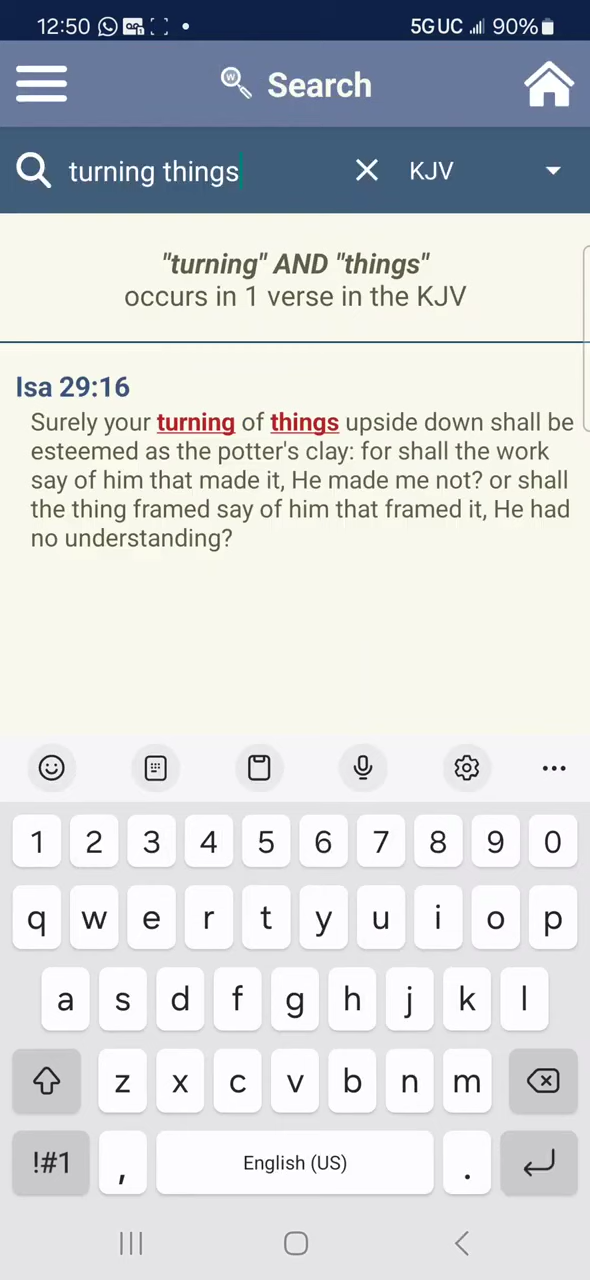 12:50 5GUC 90%
Search
turning things KJV
"turning" AND "things"
occurs in 1 verse in the KJV
Isa 29:16
Surely your turning of things upside down shall be
esteemed as the potter's clay: for shall the work
say of him that made it, He made me not? or shall
the thing framed say of him that framed it, He had
no understanding?
1 2 3 4 5 6 7 8 9 0
q w e r t y u i o p
a s d f g h j k l
z x c v b n m
!#1 , English (US) .